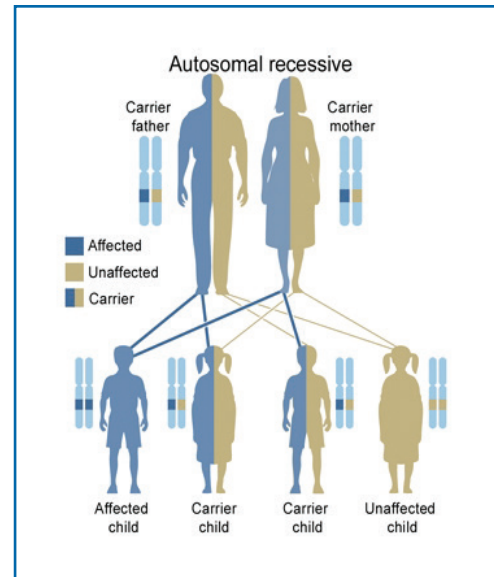 Autosomal recessive
Carrier
father
Carrier
mother
Affected
Unaffected
Carrier
Affected
child
Carrier
child
Carrier
child
Unaffected
child